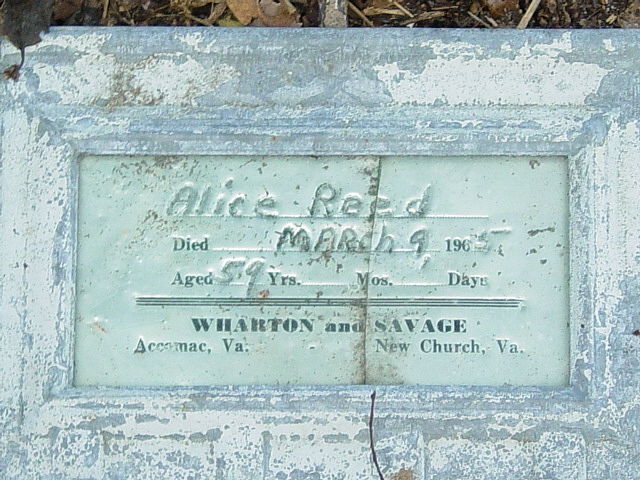 Alice Reed
Died MARCH 9, 1965
Aged 59 Yrs. Mos. Days
WHARTON and SAVAGE
Accomac, Va. New Church, Va.